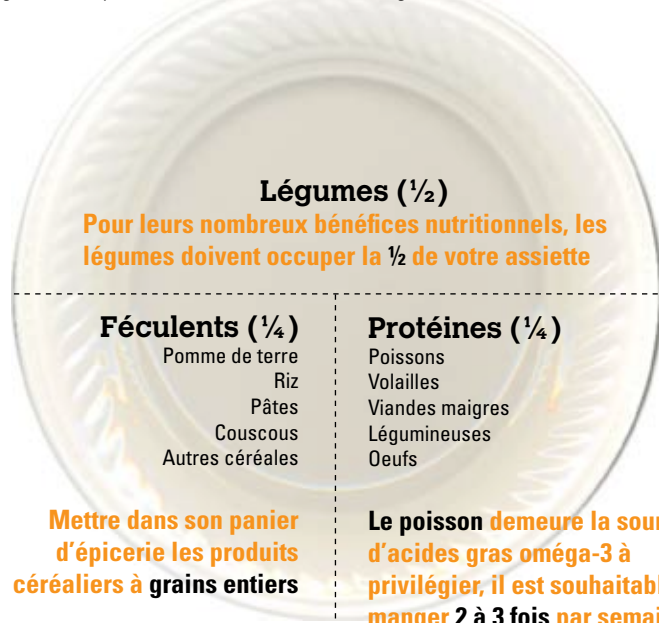 Légumes (½)
Pour leurs nombreux bénéfices nutritionnels, les
légumes doivent occuper la ½ de votre assiette
Féculents (¼)
Pomme de terre
Riz
Pâtes
Couscous
Autres céréales
Mettre dans son panier
d'épicerie les produits
céréaliers à grains entiers
Protéines (¼)
Poissons
Volailles
Viandes maigres
Légumineuses
Oeufs
Le poisson demeure la
d'acides gras oméga-3 à
privilégier, il est
manger 2 à 3 fois par